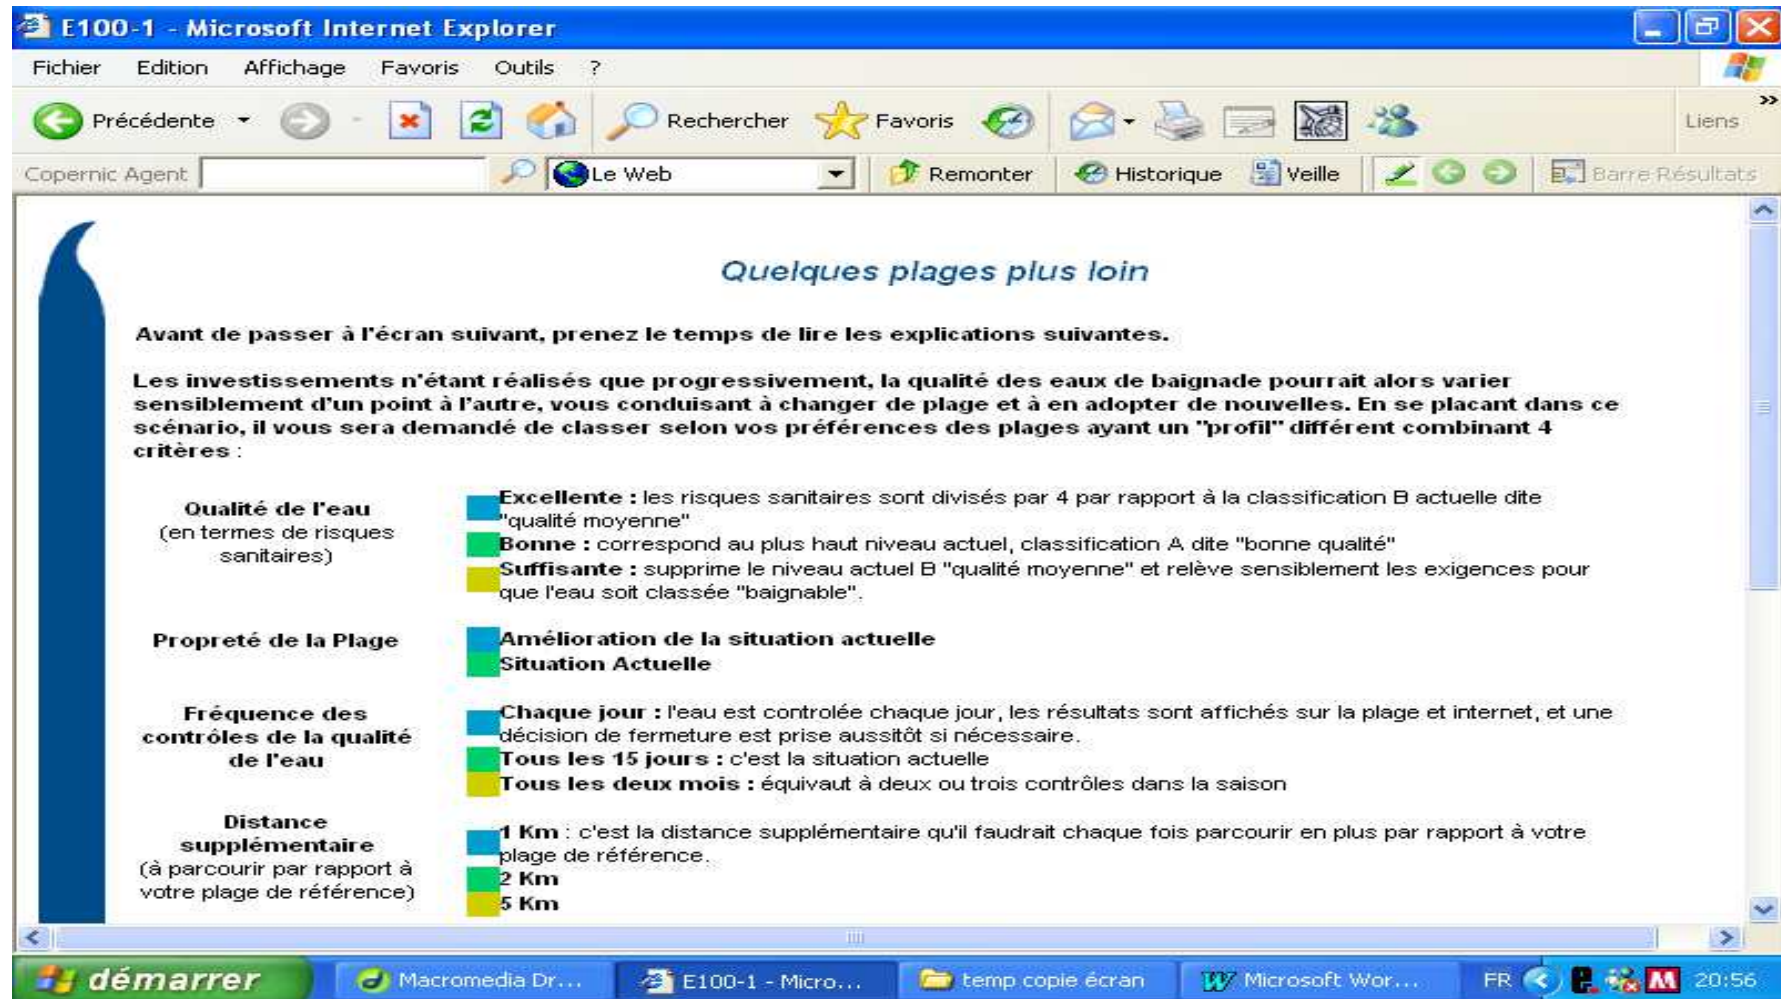 E100-1 - Microsoft Internet Explorer
Fichier Edition Affichage Favoris Outils ?
Précédente Rechercher Favoris Liens »
Copernic Agent Le Web Remonter Historique Veille Barre Résultats
Quelques plages plus loin
Avant de passer à l'écran suivant, prenez le temps de lire les explications suivantes.
Les investissements n'étant réalisés que progressivement, la qualité des eaux de baignade pourrait alors varier
sensiblement d'un point à l'autre, vous conduisant à changer de plage et à en adopter de nouvelles. En se placant dans ce
scénario, il vous sera demandé de classer selon vos préférences des plages ayant un "profil" différent combinant 4
critères :
Qualité de l'eau
(en termes de risques
sanitaires)
Excellente : les risques sanitaires sont divisés par 4 par rapport à la classification B actuelle dite
"qualité moyenne"
Bonne : correspond au plus haut niveau actuel, classification A dite "bonne qualité"
Suffisante : supprime le niveau actuel B "qualité moyenne" et relève sensiblement les exigences pour
que l'eau soit classée "baignable".
Propreté de la Plage
Amélioration de la situation actuelle
Situation Actuelle
Fréquence des
contrôles de la qualité
de l'eau
Chaque jour : l'eau est controlée chaque jour, les résultats sont affichés sur la plage et internet, et une
décision de fermeture est prise aussitôt si nécessaire.
Tous les 15 jours : c'est la situation actuelle
Tous les deux mois : équivaut à deux ou trois contrôles dans la saison
Distance
supplémentaire
(à parcourir par rapport à
votre plage de référence)
1 Km : c'est la distance supplémentaire qu'il faudrait chaque fois parcourir en plus par rapport à votre
plage de référence.
2 Km
5 Km
démarrer Macromedia Dr... E100-1 - Micro... temp copie écran Microsoft Wor... FR 20:56